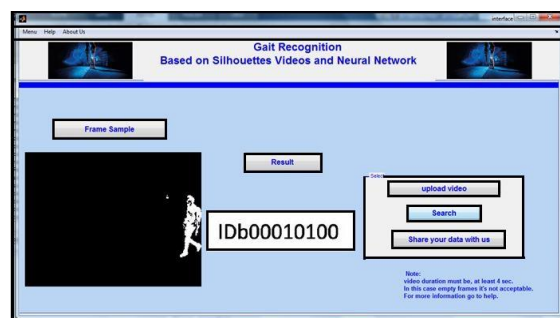 interface
Menu Help About Us
Gait Recognition
Based on Silhouettes Videos and Neural Network
Frame Sample
Result
Select
upload video
IDb00010100
Search
Share your data with us
Note:
video duration must be, at least 4 sec.
In this case empty frames it's not acceptable.
For more information go to help.